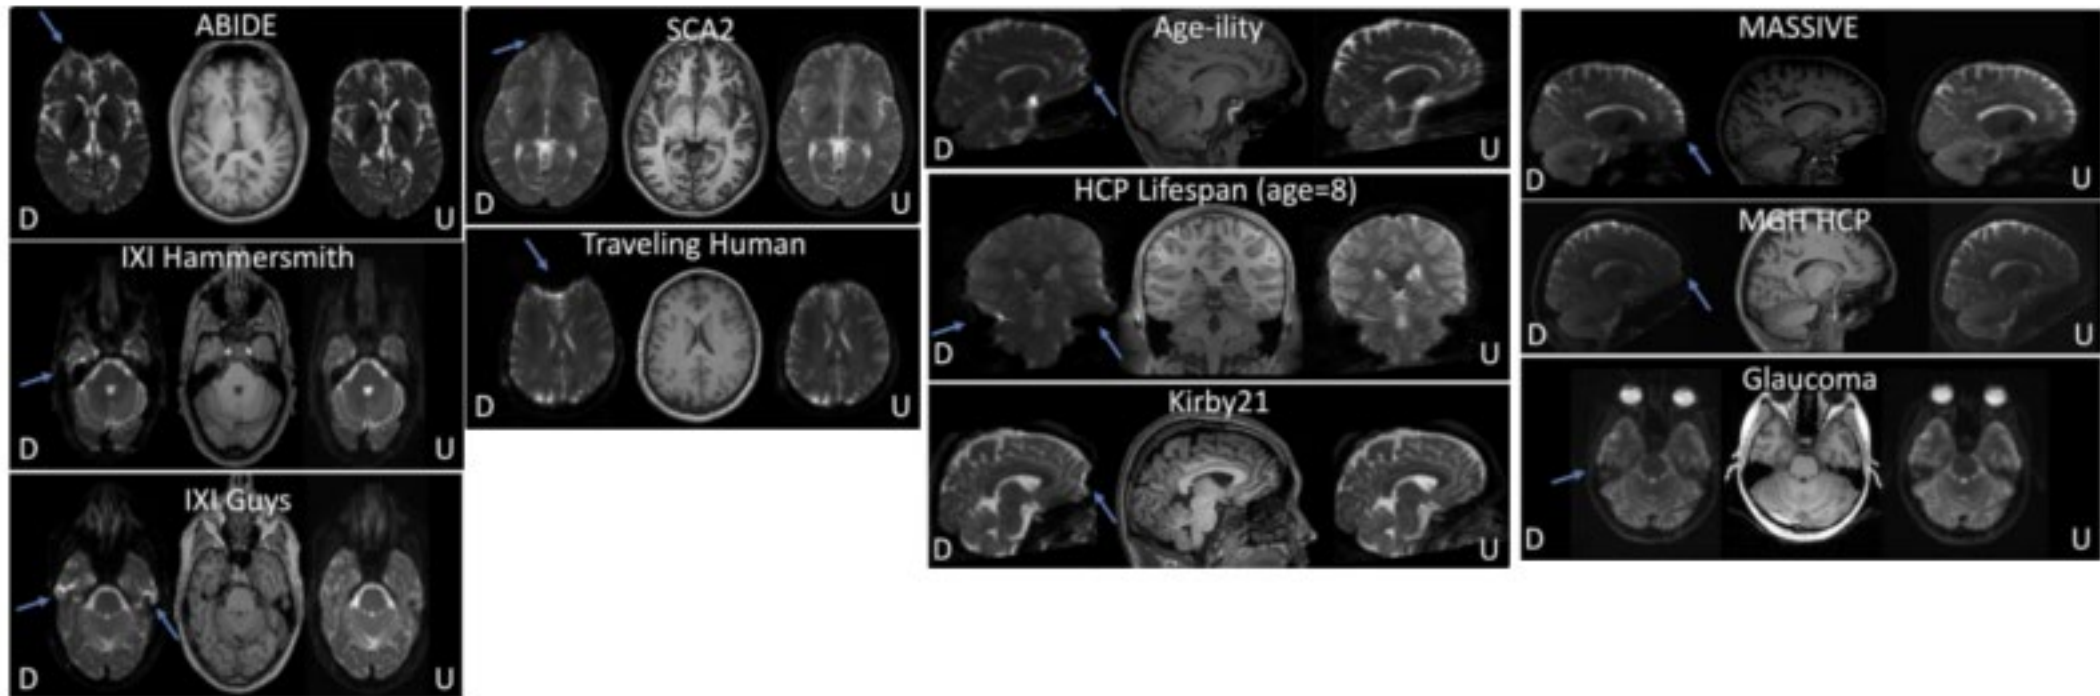 ABIDE
D U
IXI Hammersmith
D U
IXI Guys
D U
SCA2
D U
Traveling Human
D U
Age-ility
D U
HCP Lifespan (age=8)
D U
Kirby21
D U
MASSIVE
D U
MGH HCP
D U
Glaucoma
D U